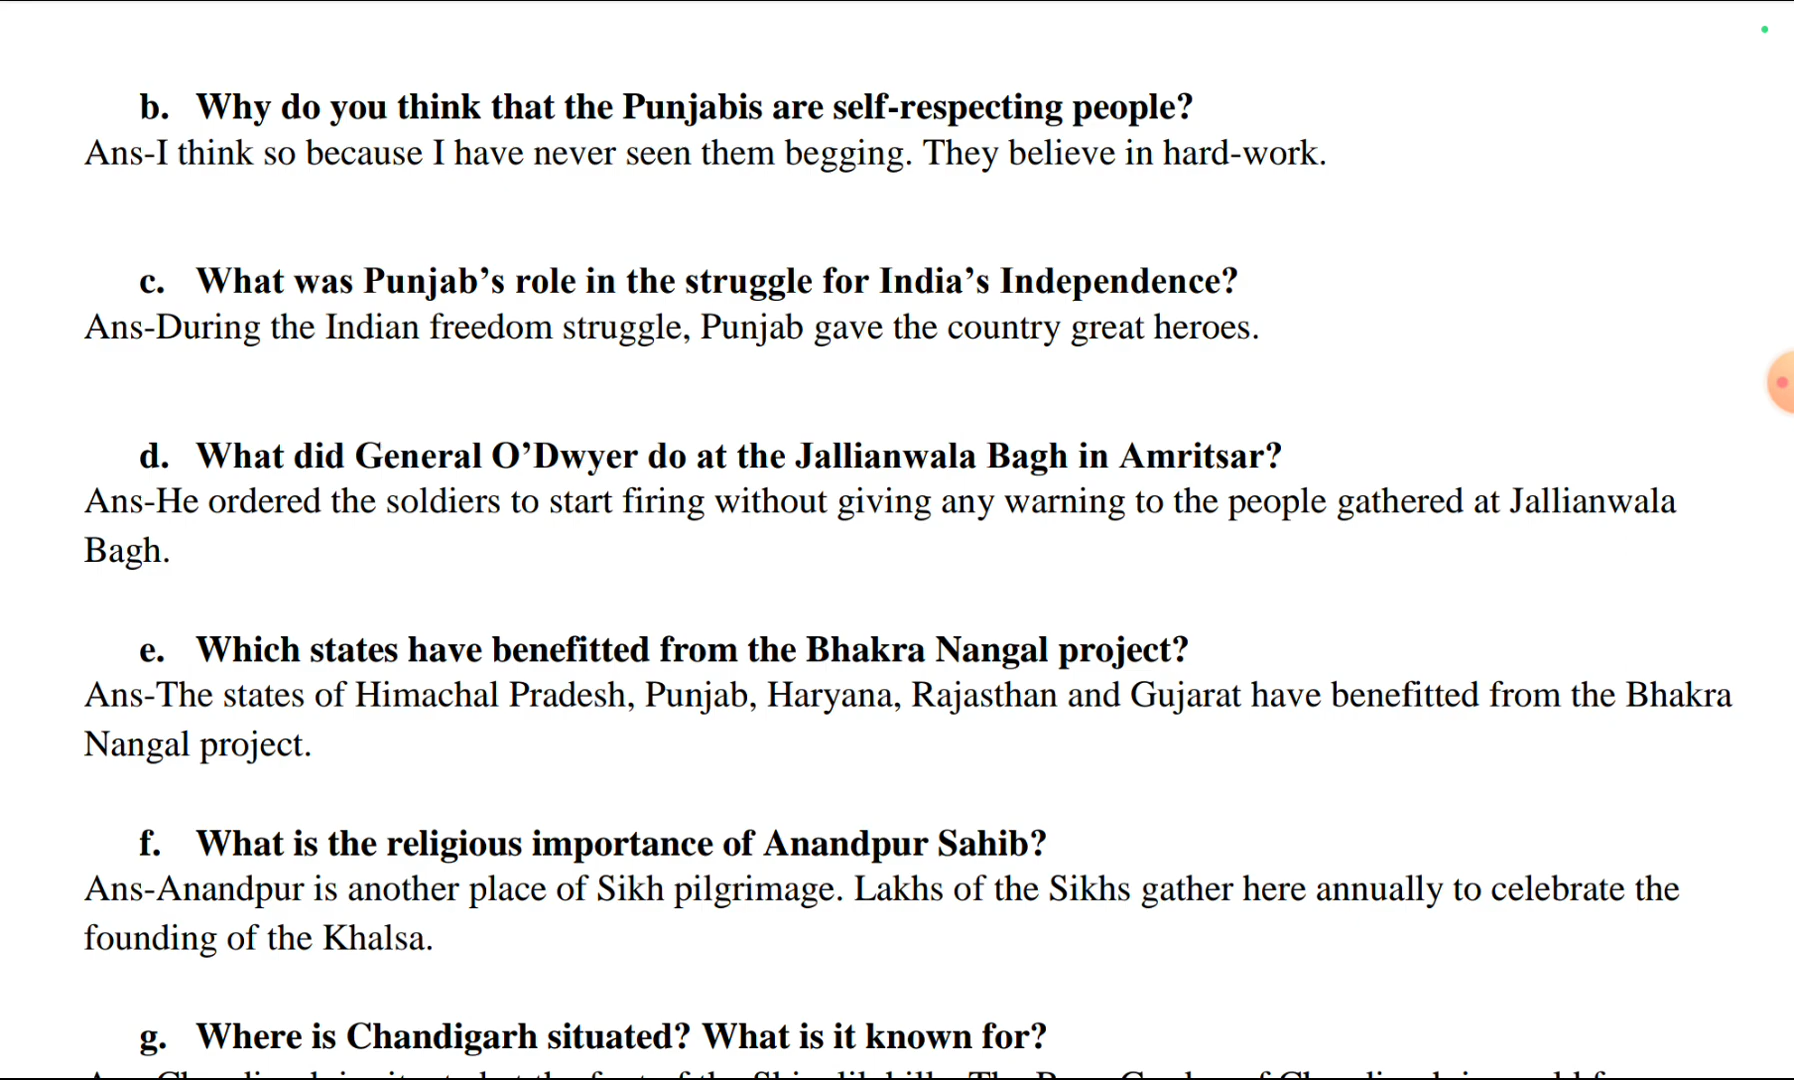 b. Why do you think that the Punjabis are self-respecting people?
Ans-I think so because I have never seen them begging. They believe in hard-work.
c. What was Punjab’s role in the struggle for India’s Independence?
Ans-During the Indian freedom struggle, Punjab gave the country great heroes.
d. What did General O’Dwyer do at the Jallianwala Bagh in Amritsar?
Ans-He ordered the soldiers to start firing without giving any warning to the people gathered at Jallianwala
Bagh.
e. Which states have benefitted from the Bhakra Nangal project?
Ans-The states of Himachal Pradesh, Punjab, Haryana, Rajasthan and Gujarat have benefitted from the Bhakra
Nangal project.
f. What is the religious importance of Anandpur Sahib?
Ans-Anandpur is another place of Sikh pilgrimage. Lakhs of the Sikhs gather here annually to celebrate the
founding of the Khalsa.
g. Where is Chandigarh situated? What is it known for?